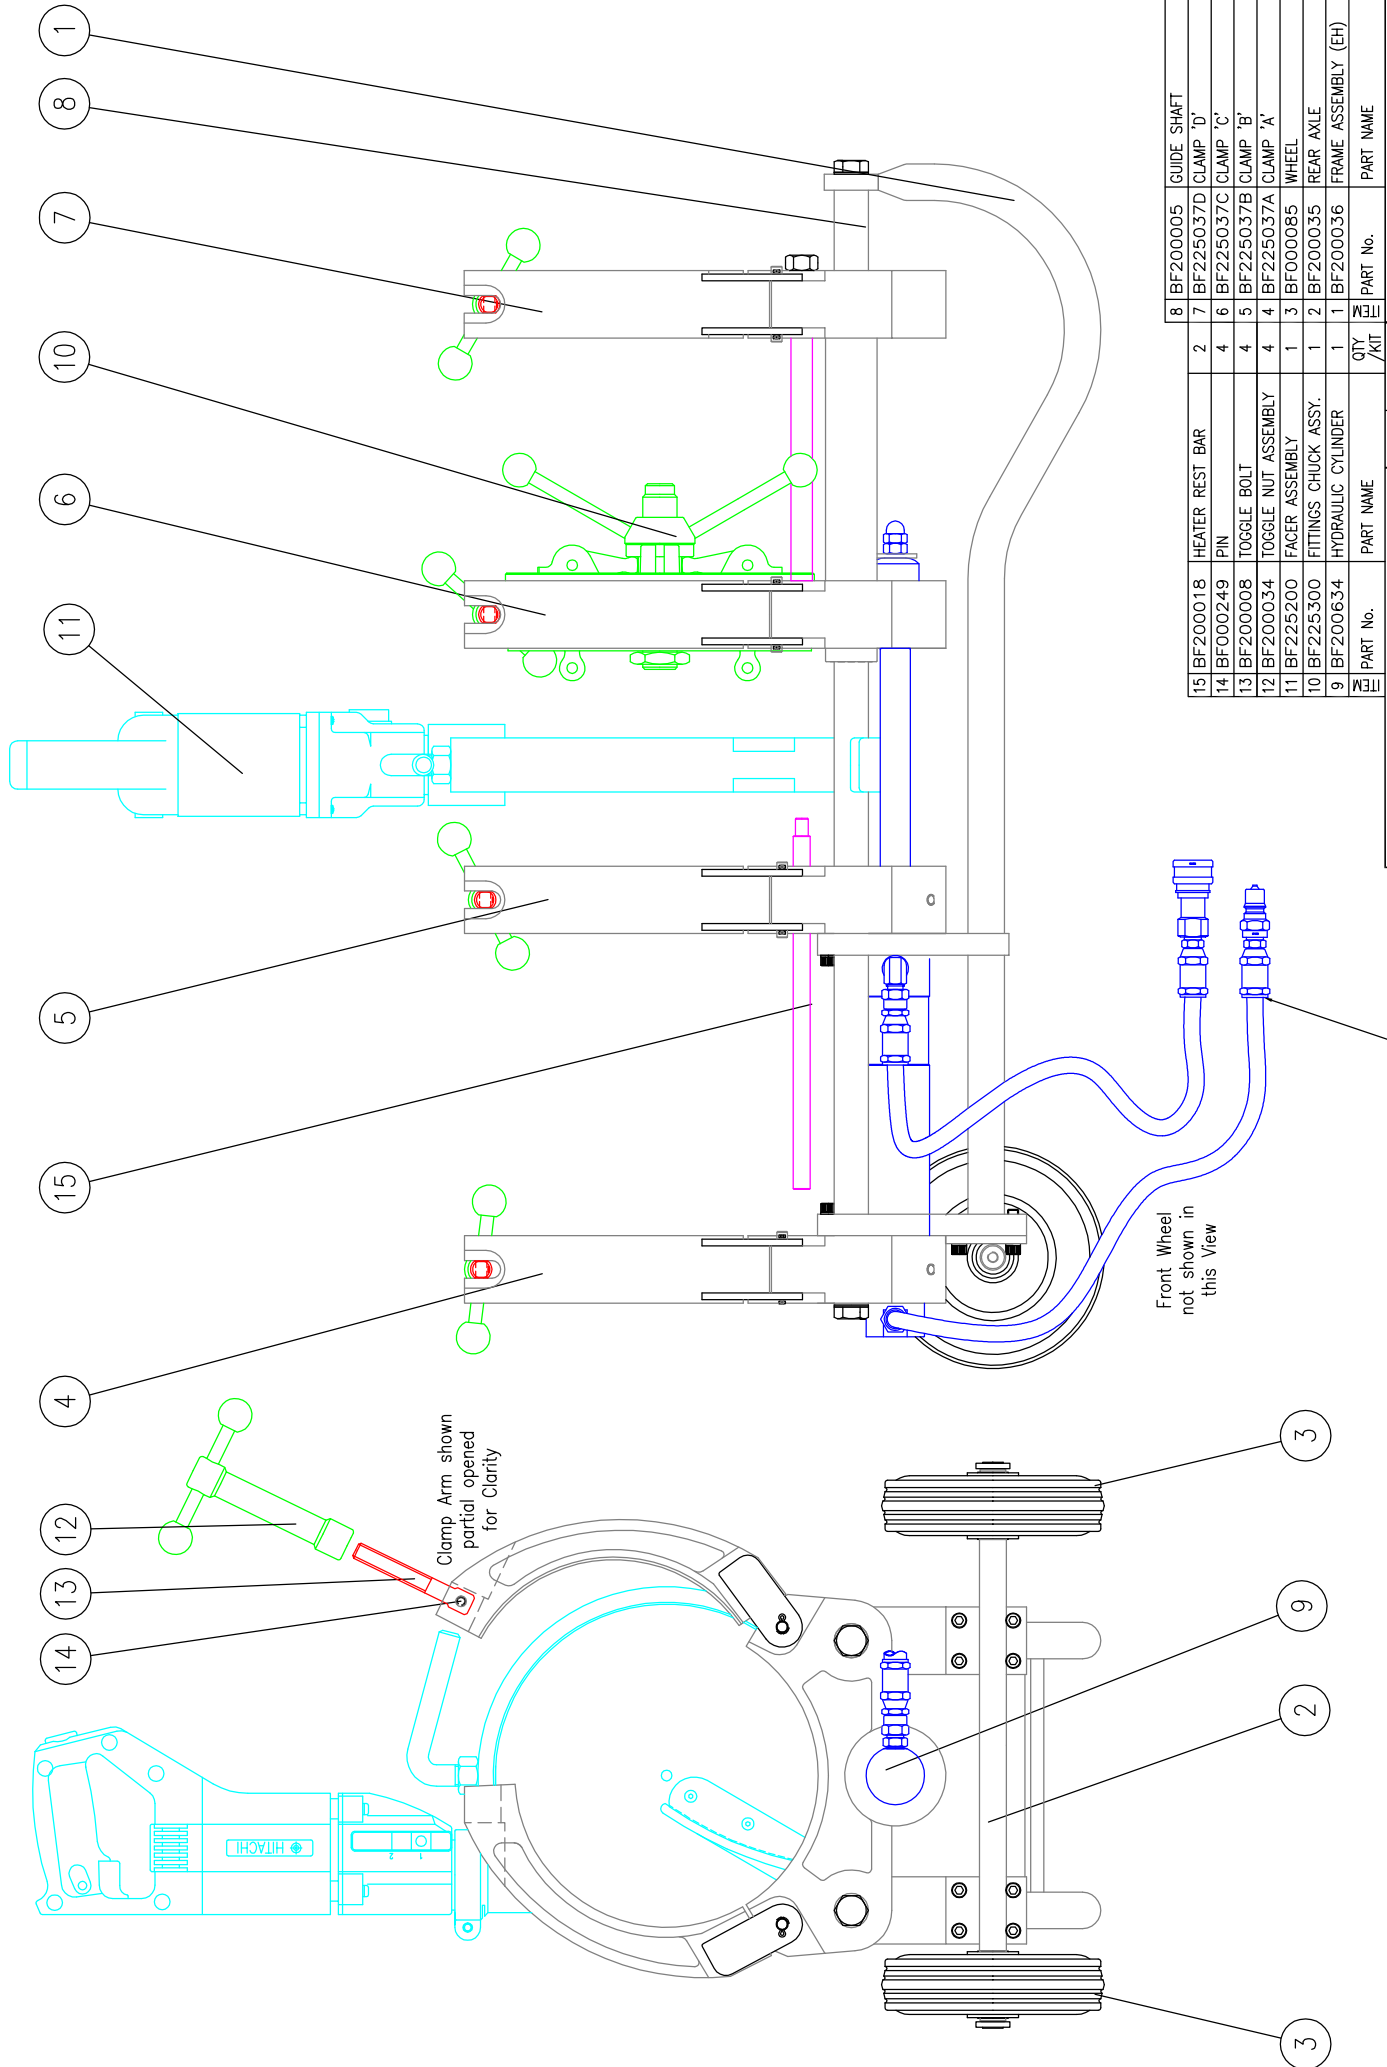 1
8
7
10
6
11
5
15
4
12
13
14
3
9
2
3
Clamp Arm shown
partial opened
for Clarity
Front Wheel
not shown in
this View
HITACHI
1
2
8 BF200005 GUIDE SHAFT
15 BF200018 HEATER REST BAR 2 7 BF225037D CLAMP 'D'
14 BF000249 PIN 4 6 BF225037C CLAMP 'C'
13 BF200008 TOGGLE BOLT 4 5 BF225037B CLAMP 'B'
12 BF200034 TOGGLE NUT ASSEMBLY 4 4 BF225037A CLAMP 'A'
11 BF225200 FACER ASSEMBLY 1 3 BF000085 WHEEL
10 BF225300 FITTINGS CHUCK ASSY. 1 2 BF200035 REAR AXLE
9 BF200634 HYDRAULIC CYLINDER 1 1 BF200036 FRAME ASSEMBLY (EH)
ITEM PART No. PART NAME QTY /KIT ITEM PART No. PART NAME